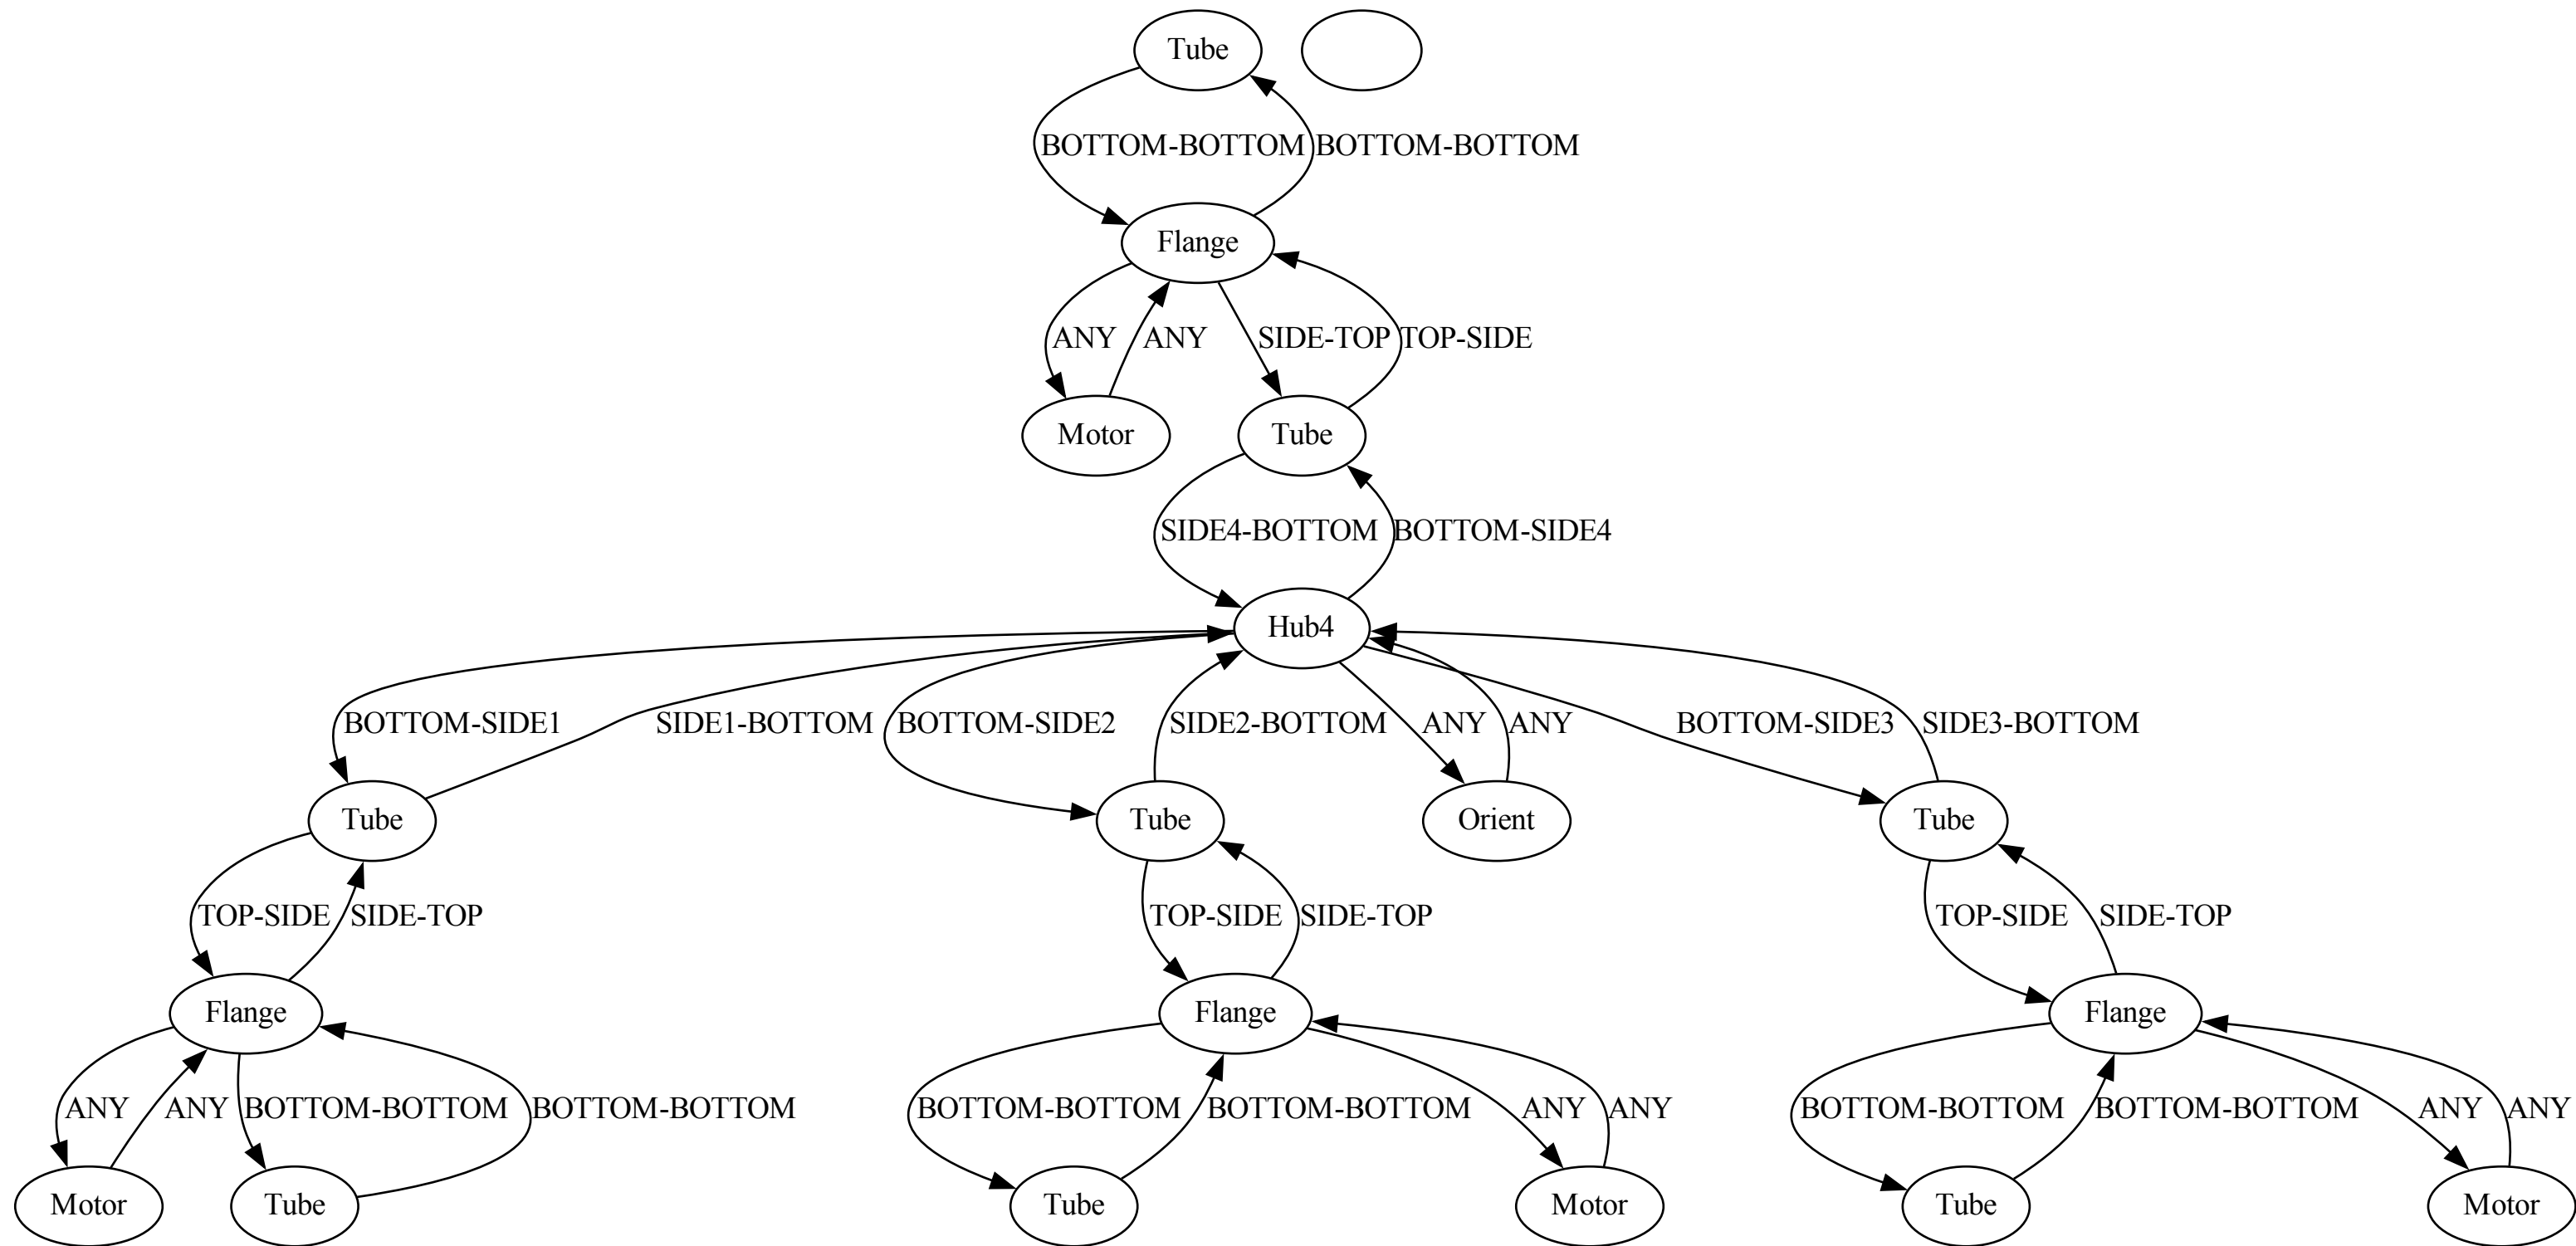 Tube
BOTTOM-BOTTOM BOTTOM-BOTTOM
Flange
ANY ANY SIDE-TOP TOP-SIDE
Motor Tube
SIDE4-BOTTOM BOTTOM-SIDE4
Hub4
BOTTOM-SIDE1 SIDE1-BOTTOM BOTTOM-SIDE2 SIDE2-BOTTOM ANY ANY BOTTOM-SIDE3 SIDE3-BOTTOM
Tube Tube Orient Tube
TOP-SIDE SIDE-TOP TOP-SIDE SIDE-TOP TOP-SIDE SIDE-TOP
Flange Flange Flange
ANY ANY BOTTOM-BOTTOM BOTTOM-BOTTOM BOTTOM-BOTTOM BOTTOM-BOTTOM ANY ANY BOTTOM-BOTTOM BOTTOM-BOTTOM ANY ANY
Motor Tube Tube Motor Tube Motor